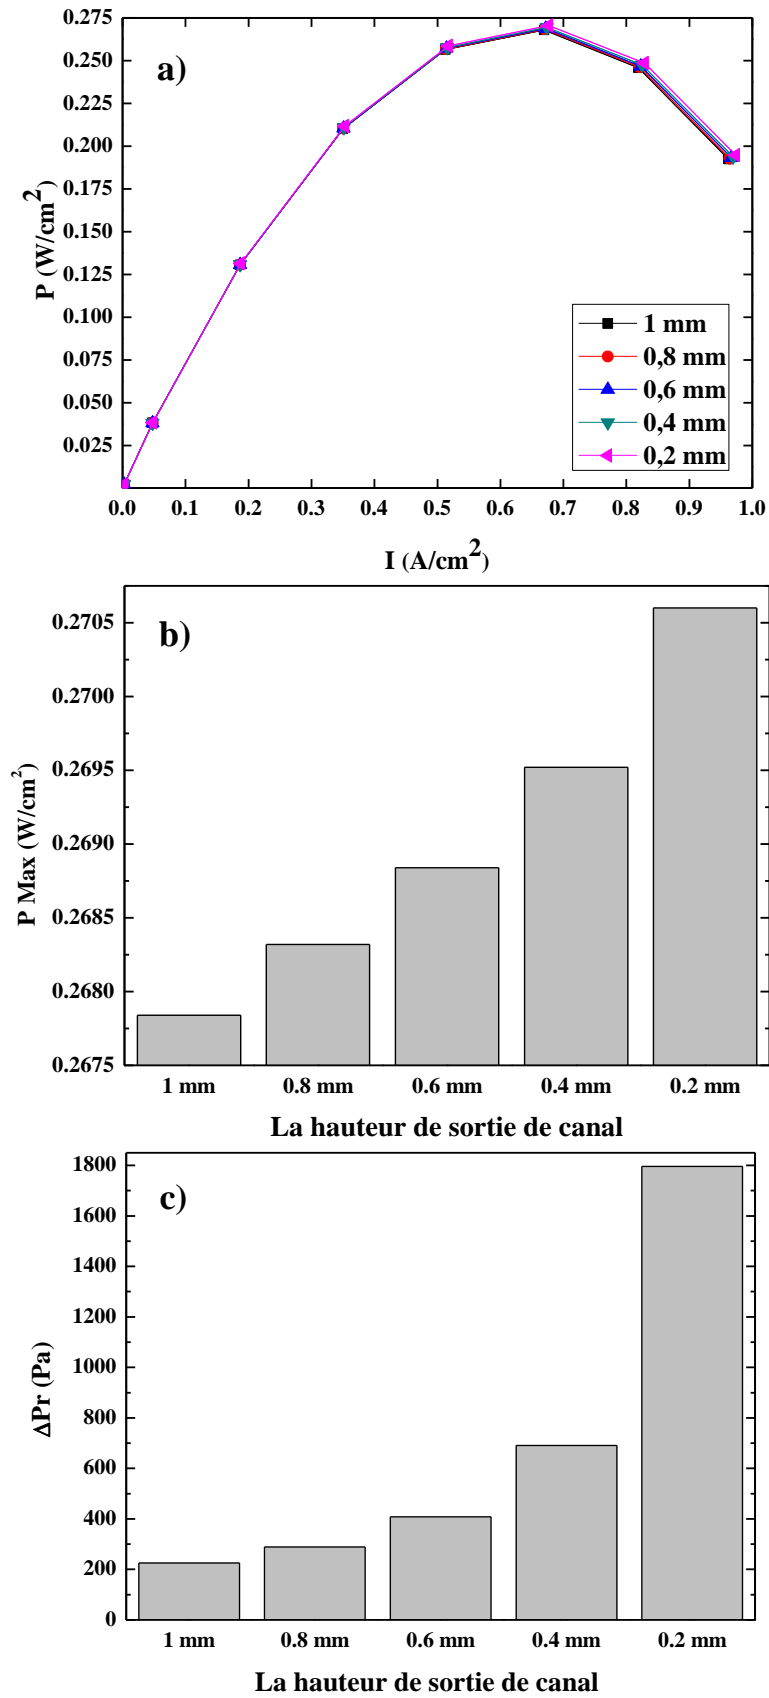 a)
0.275
0.250
0.225
0.200
0.175
0.150
0.125
0.100
0.075
0.050
0.025
P (W/cm²)
1 mm
0,8 mm
0,6 mm
0,4 mm
0,2 mm
0.0 0.1 0.2 0.3 0.4 0.5 0.6 0.7 0.8 0.9 1.0
I (A/cm²)
b)
0.2705
0.2700
0.2695
0.2690
0.2685
0.2680
0.2675
P Max (W/cm²)
1 mm 0.8 mm 0.6 mm 0.4 mm 0.2 mm
La hauteur de sortie de canal
c)
1800
1600
1400
1200
1000
800
600
400
200
0
ΔPr (Pa)
1 mm 0.8 mm 0.6 mm 0.4 mm 0.2 mm
La hauteur de sortie de canal